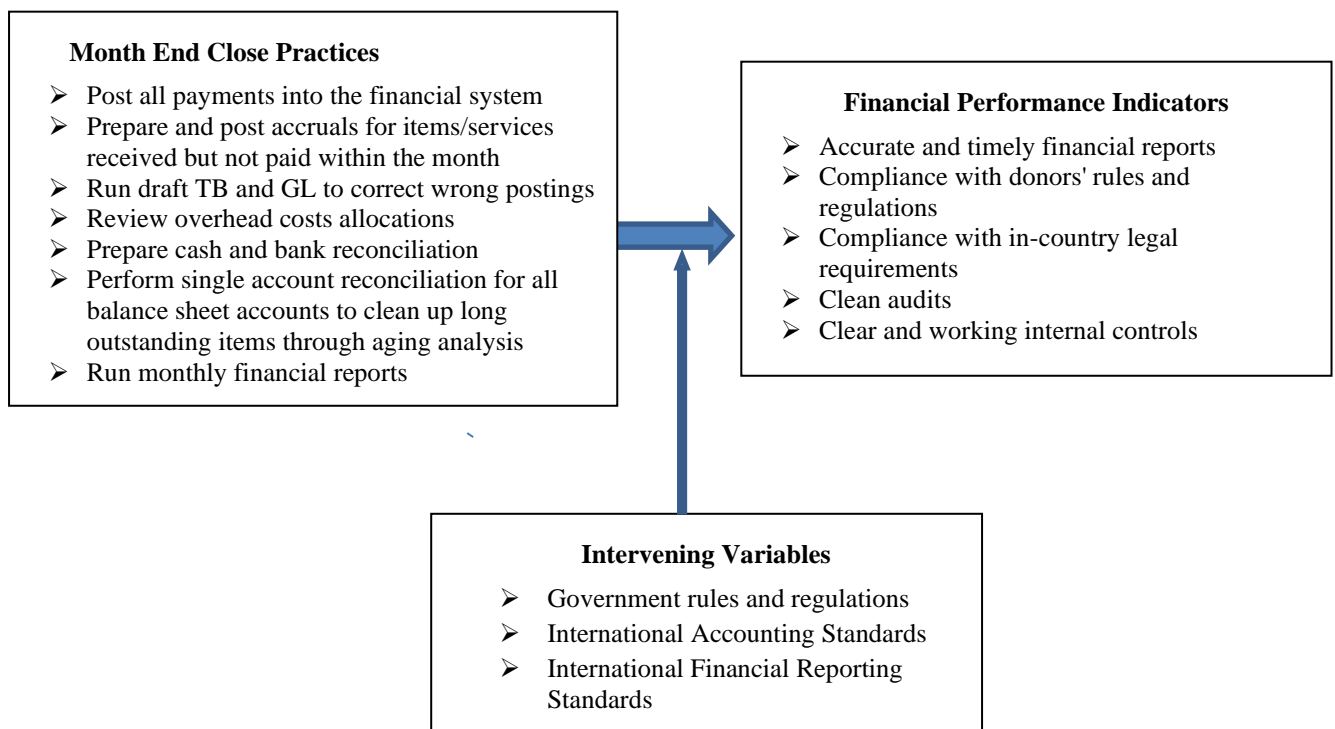 Month End Close Practices
➢ Post all payments into the financial system
➢ Prepare and post accruals for items/services
received but not paid within the month
➢ Run draft TB and GL to correct wrong postings
➢ Review overhead costs allocations
➢ Prepare cash and bank reconciliation
➢ Perform single account reconciliation for all
balance sheet accounts to clean up long
outstanding items through aging analysis
➢ Run monthly financial reports
Financial Performance Indicators
➢ Accurate and timely financial reports
➢ Compliance with donors' rules and
regulations
➢ Compliance with in-country legal
requirements
➢ Clean audits
➢ Clear and working internal controls
Intervening Variables
➢ Government rules and regulations
➢ International Accounting Standards
➢ International Financial Reporting
Standards